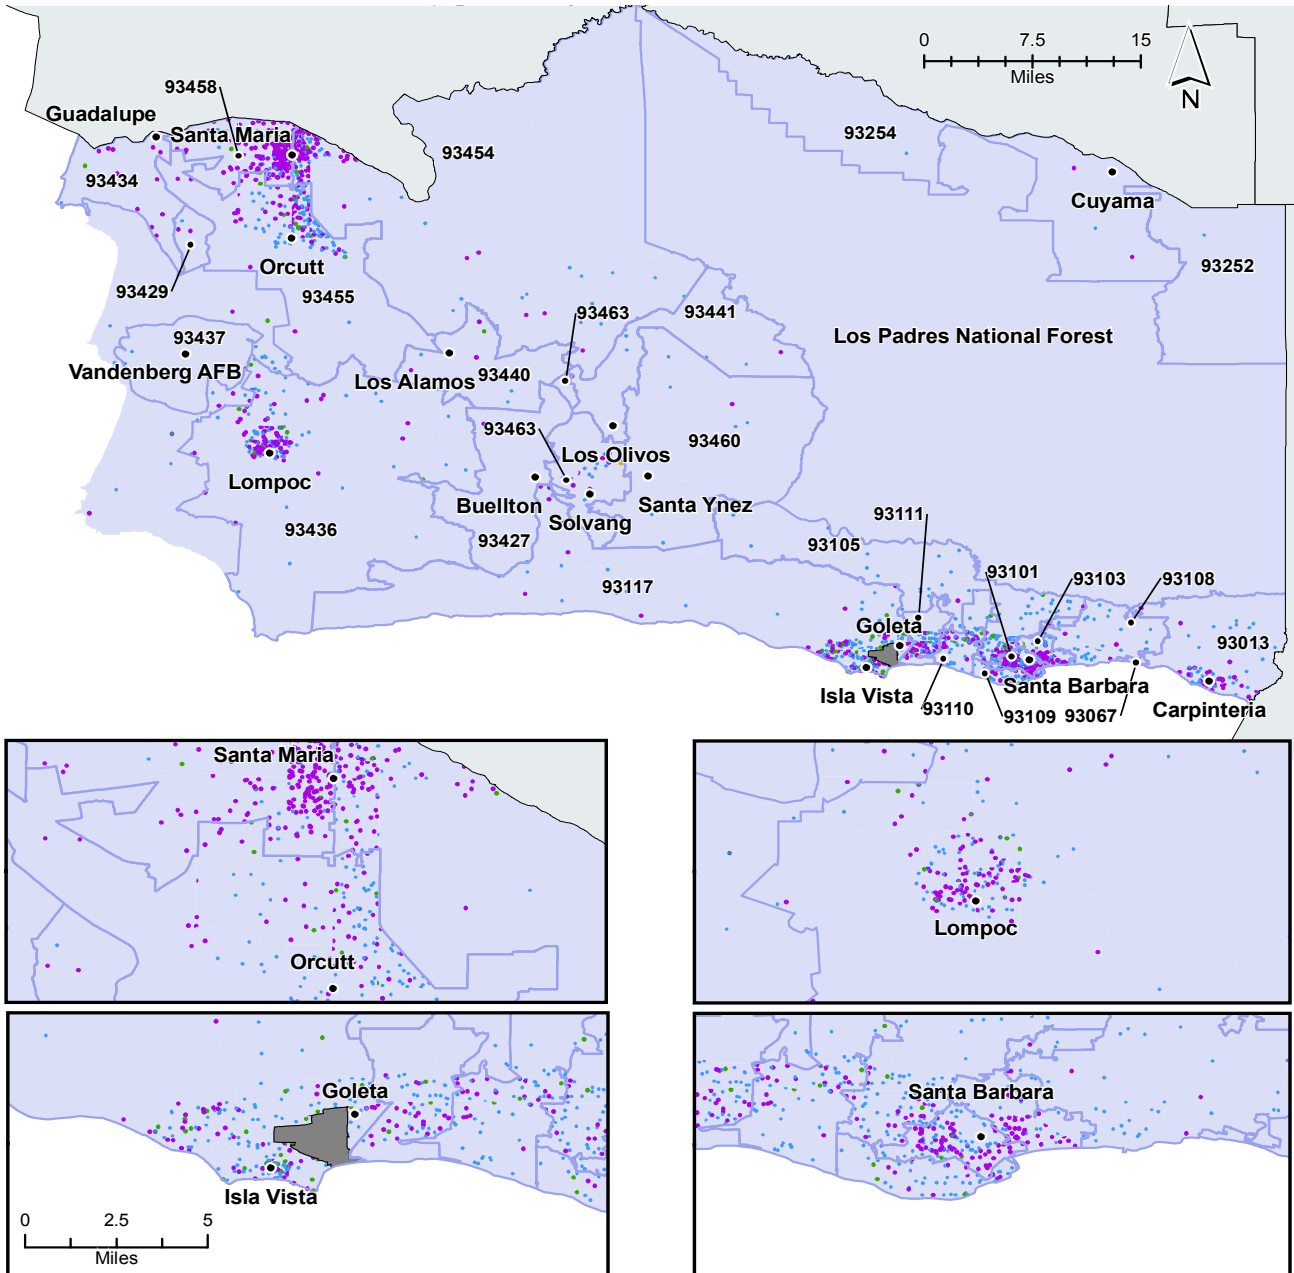 0 7.5 15
Miles
N
93458
Guadalupe
Santa Maria
93454
93254
93434
Cuyama
Orcutt
93429
93455
93252
93463
93441
93437
Los Padres National Forest
Vandenberg AFB
Los Alamos
93440
93463
93460
Los Olivos
Lompoc
Buellton
Santa Ynez
Solvang
93436
93427
93111
93105
93101
93103
93108
93117
Goleta
93013
Isla Vista
Santa Barbara
93110
93109
93067
Carpinteria
Santa Maria
Orcutt
Lompoc
Goleta
Isla Vista
0 2.5 5
Miles
Santa Barbara